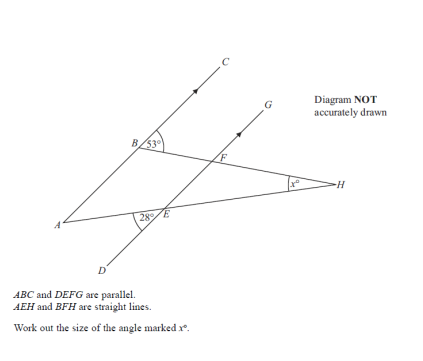 C
G
Diagram NOT
accurately drawn
B 53°
F
x° H
28° E
A
D
ABC and DEFG are parallel.
AEH and BFH are straight lines.
Work out the size of the angle marked x°.